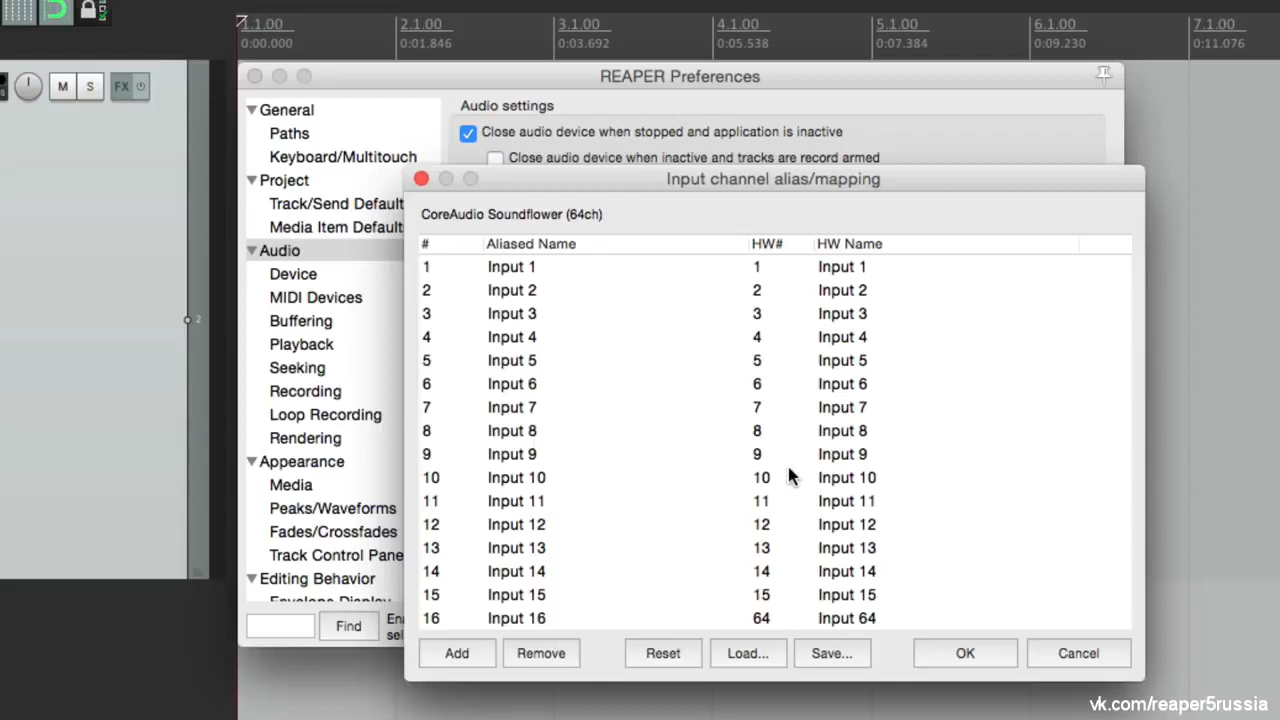 1.1.00 2.1.00 3.1.00 4.1.00 5.1.00 6.1.00 7.1.00
0:00.000 0:01.846 0:03.692 0:05.538 0:07.384 0:09.230 0:11.076
M S FX
2
REAPER Preferences
General
Paths
Keyboard/Multitouch
Project
Track/Send Default
Media Item Default
Audio
Device
MIDI Devices
Buffering
Playback
Seeking
Recording
Loop Recording
Rendering
Appearance
Media
Peaks/Waveforms
Fades/Crossfades
Track Control Pane
Editing Behavior
Envelope Display
Find
Audio settings
Close audio device when stopped and application is inactive
Close audio device when inactive and tracks are record armed
Input channel alias/mapping
CoreAudio Soundflower (64ch)
# Aliased Name HW# HW Name
1 Input 1 1 Input 1
2 Input 2 2 Input 2
3 Input 3 3 Input 3
4 Input 4 4 Input 4
5 Input 5 5 Input 5
6 Input 6 6 Input 6
7 Input 7 7 Input 7
8 Input 8 8 Input 8
9 Input 9 9 Input 9
10 Input 10 10 Input 10
11 Input 11 11 Input 11
12 Input 12 12 Input 12
13 Input 13 13 Input 13
14 Input 14 14 Input 14
15 Input 15 15 Input 15
16 Input 16 64 Input 64
Add Remove Reset Load... Save... OK Cancel
vk.com/reaper5russia